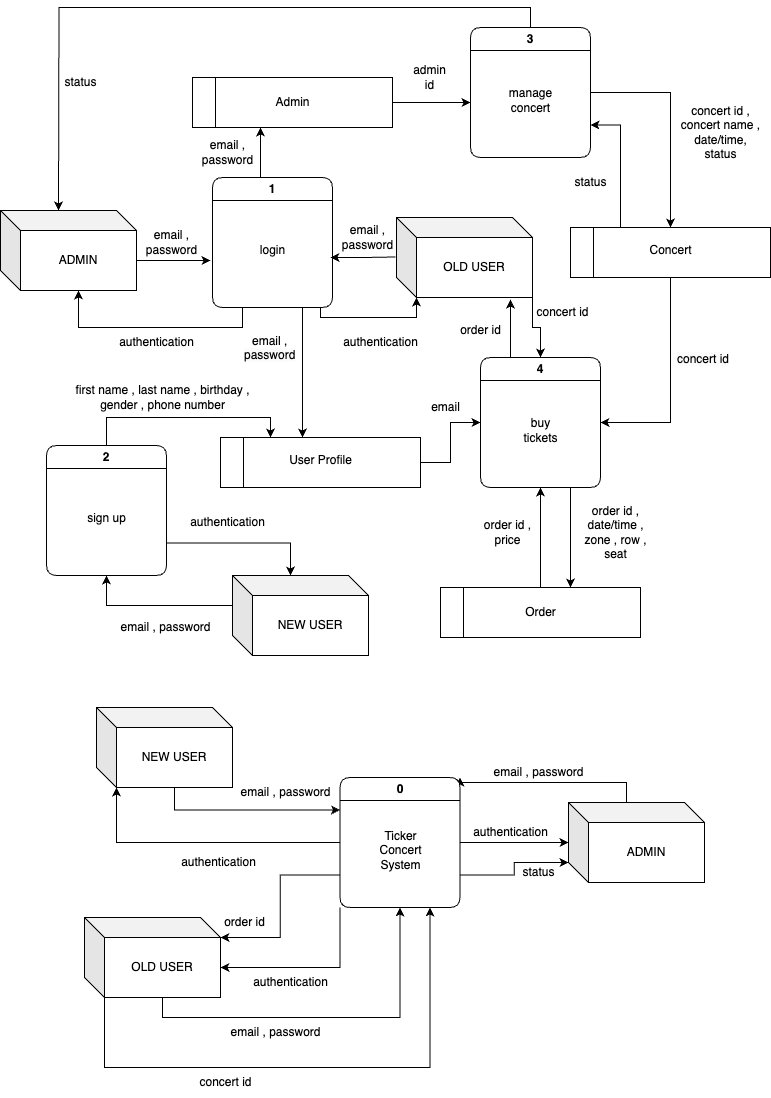 3
manage
concert
status
admin
id
Admin
concert id ,
concert name ,
date/time,
status
email ,
password
1
login
status
ADMIN
email ,
password
email ,
password
OLD USER
Concert
authentication
email ,
password
authentication
order id
concert id
concert id
4
buy
tickets
first name , last name , birthday ,
gender , phone number
email
2
sign up
User Profile
authentication
order id ,
price
order id ,
date/time ,
zone , row ,
seat
email , password
NEW USER
Order
NEW USER
email , password
0
Ticker
Concert
System
email , password
authentication
status
ADMIN
authentication
order id
OLD USER
authentication
email , password
concert id